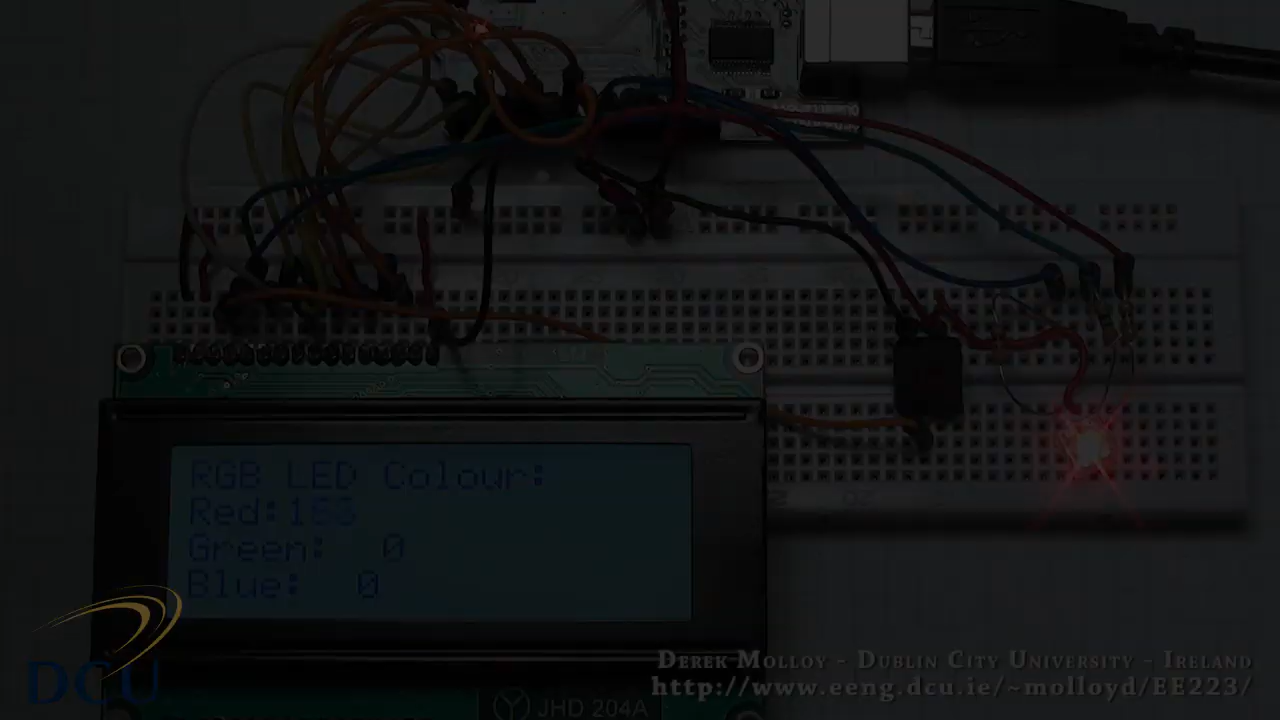 RGB LED Colour:
Red:
Green: 0
Blue: 0
DCU
JHD 204A
DEREK MOLLOY - DUBLIN CITY UNIVERSITY - IRELAND
http://www.eeng.dcu.ie/~molloyd/EE223/